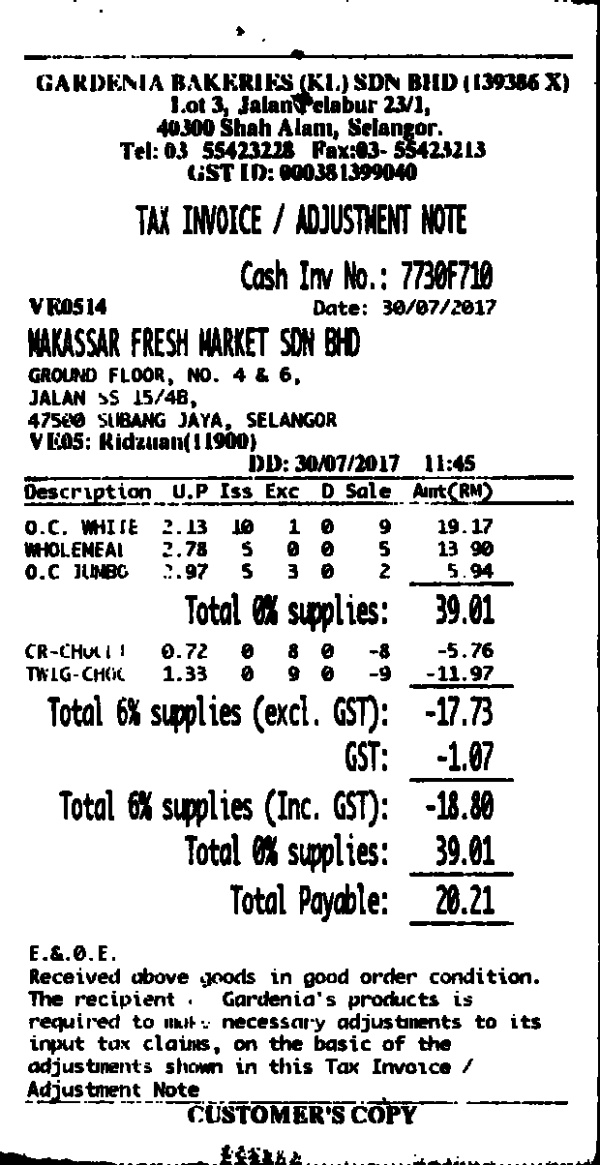 GARDENIA BAKERIES (KL) SDN BHD (139386 X)
Lot 3, Jalan Pelabur 23/1,
40300 Shah Alam, Selangor.
Tel: 03 55423228 Fax:03- 55423213
GST ID: 000381399040
TAX INVOICE / ADJUSTMENT NOTE
Cash Inv No.: 7730F710
VE0514 Date: 30/07/2017
MAKASSAR FRESH MARKET SDN BHD
GROUND FLOOR, NO. 4 & 6,
JALAN SS 15/4B,
47500 SUBANG JAYA, SELANGOR
VE05: Ridzuan(11900)
DD: 30/07/2017 11:45
Description U.P Iss Exc D Sale Amt(RM)
O.C. WHITE 2.13 10 1 0 9 19.17
WHOLEMEAL 2.78 5 0 0 5 13 90
O.C JUMBO 2.97 5 3 0 2 5.94
Total 0% supplies: 39.01
0.72 0 8 0 -8 -5.76
TWIG-CHOC 1.33 0 9 0 -9 -11.97
Total 6% supplies (excl. GST): -17.73
GST: -1.07
Total 6% supplies (Inc. GST): -18.80
Total 0% supplies: 39.01
Total Payable: 20.21
E.&.O.E.
Received above goods in good order condition.
The recipient Gardenia's products is
required to make necessary adjustments to its
input tax claims, on the basic of the
adjustments shown in this Tax Invoice /
Adjustment Note
CUSTOMER'S COPY